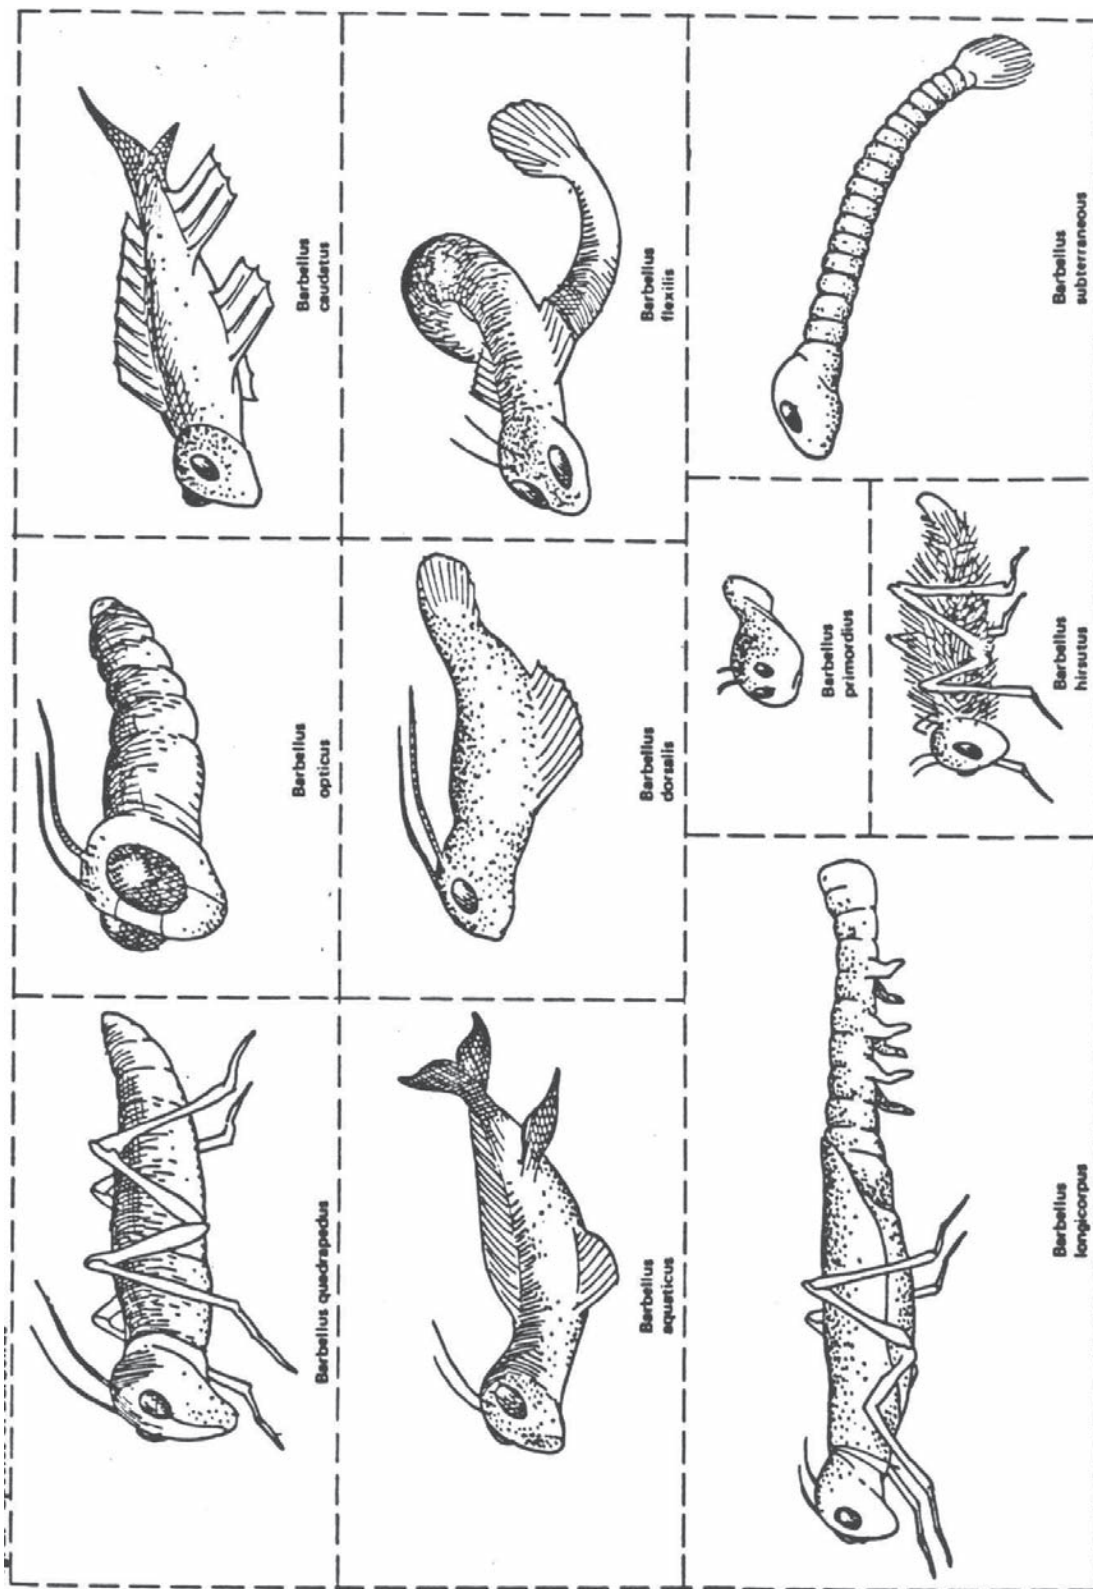 Barbellus quadrapedus
Barbellus
opticus
Barbellus
caudatus
Barbellus
aquaticus
Barbellus
dorsalis
Barbellus
flexilis
Barbellus
longicorpus
Barbellus
primordius
Barbellus
hirsutus
Barbellus
subterraneous